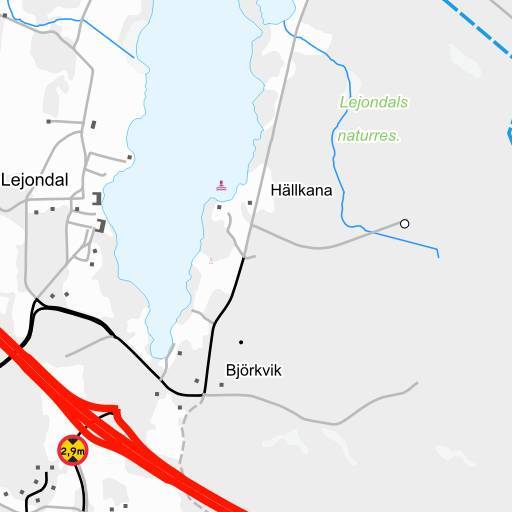 Lejondals
naturres.
Lejondal
Hällkana
Björkvik
2,9m